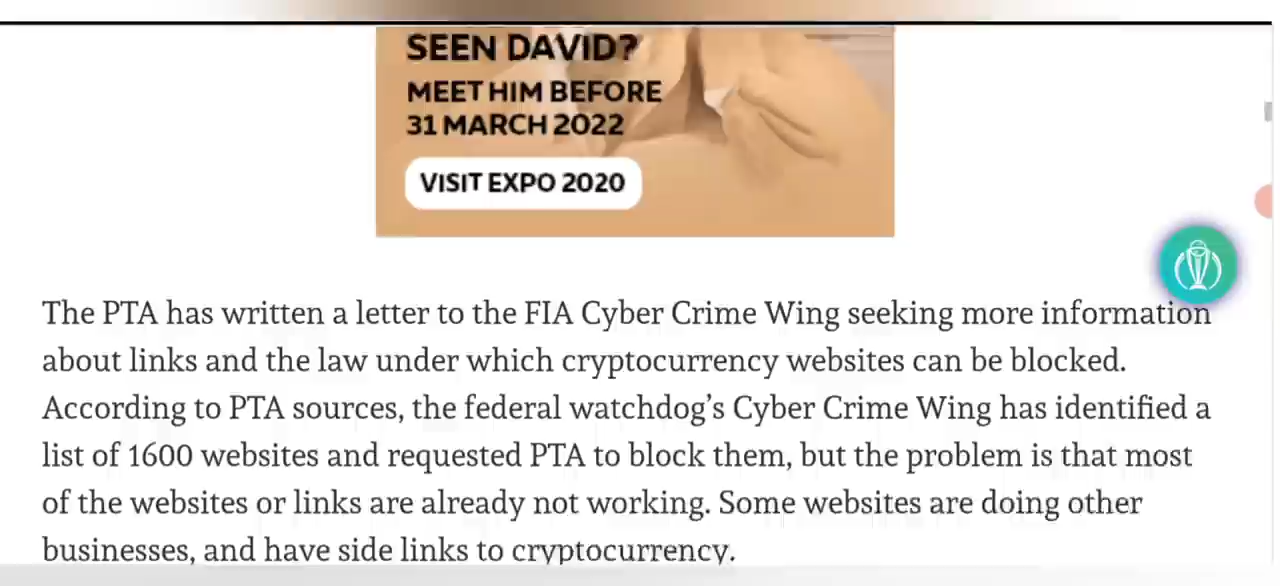 SEEN DAVID?
MEET HIM BEFORE
31 MARCH 2022
VISIT EXPO 2020
The PTA has written a letter to the FIA Cyber Crime Wing seeking more information
about links and the law under which cryptocurrency websites can be blocked.
According to PTA sources, the federal watchdog’s Cyber Crime Wing has identified a
list of 1600 websites and requested PTA to block them, but the problem is that most
of the websites or links are already not working. Some websites are doing other
businesses, and have side links to cryptocurrency.